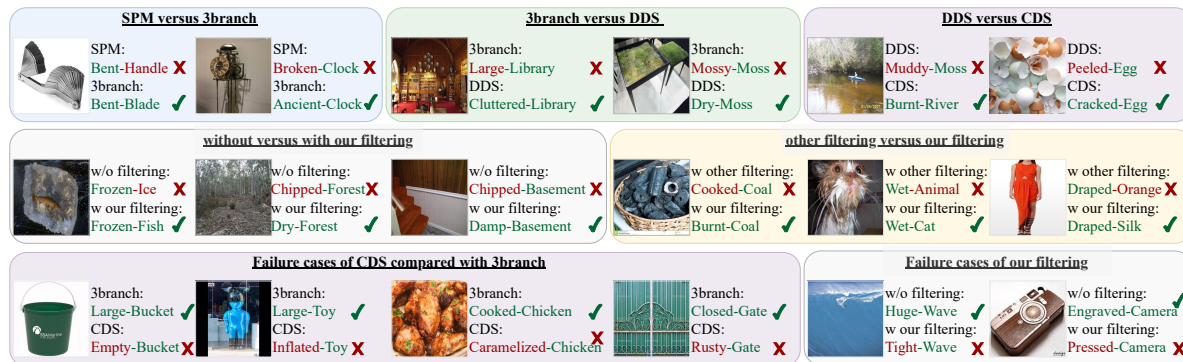 SPM versus 3branch
SPM:
Bent-Handle X
3branch:
Bent-Blade ✓
SPM:
Broken-Clock X
3branch:
Ancient-Clock ✓
3branch versus DDS
3branch:
Large-Library X
DDS:
Cluttered-Library ✓
3branch:
Mossy-Moss X
DDS:
Dry-Moss ✓
DDS versus CDS
DDS:
Muddy-Moss X
CDS:
Burnt-River ✓
DDS:
Peeled-Egg X
CDS:
Cracked-Egg ✓
without versus with our filtering
w/o filtering:
Frozen-Ice X
w our filtering:
Frozen-Fish ✓
w/o filtering:
Chipped-Forest X
w our filtering:
Dry-Forest ✓
w/o filtering:
Chipped-Basement X
w our filtering:
Damp-Basement ✓
other filtering versus our filtering
w other filtering:
Cooked-Coal X
w our filtering:
Burnt-Coal ✓
w other filtering:
Wet-Animal X
w our filtering:
Wet-Cat ✓
w other filtering:
Draped-Orange X
w our filtering:
Draped-Silk ✓
Failure cases of CDS compared with 3branch
3branch:
Large-Bucket ✓
CDS:
Empty-Bucket X
3branch:
Large-Toy ✓
CDS:
Inflated-Toy X
3branch:
Cooked-Chicken ✓
CDS:
Caramelized-Chicken X
3branch:
Closed-Gate ✓
CDS:
Rusty-Gate X
Failure cases of our filtering
w/o filtering:
Huge-Wave ✓
w our filtering:
Tight-Wave X
w/o filtering:
Engraved-Camera ✓
w our filtering:
Pressed-Camera X